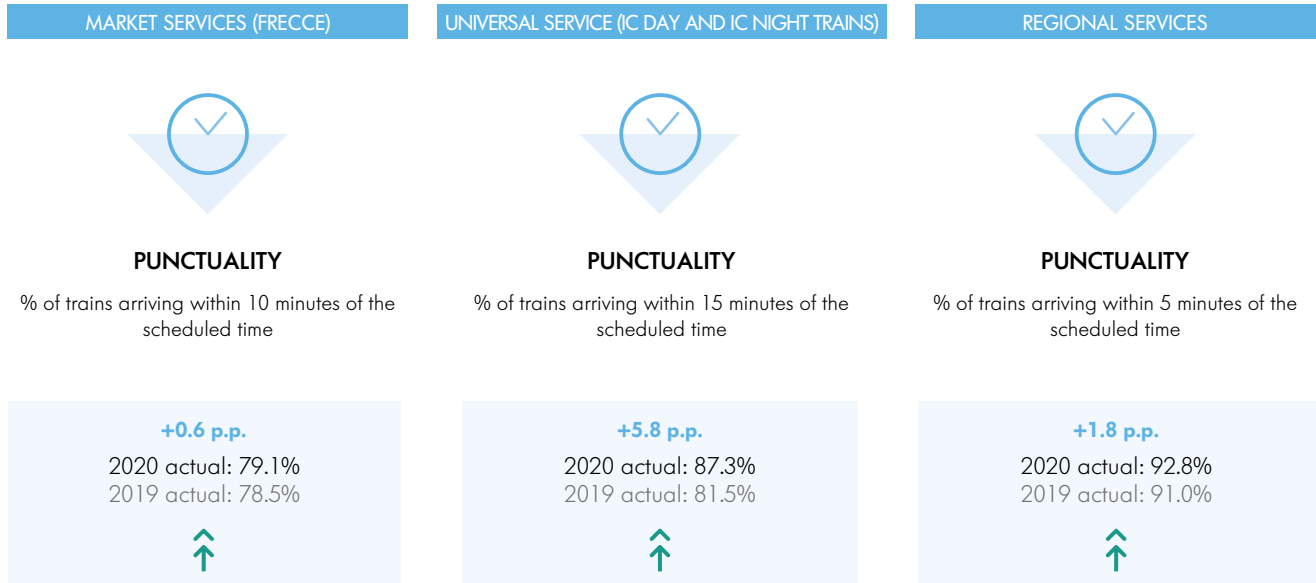 MARKET SERVICES (FRECCE)
PUNCTUALITY
% of trains arriving within 10 minutes of the
scheduled time
+0.6 p.p.
2020 actual: 79.1%
2019 actual: 78.5%
UNIVERSAL SERVICE (IC DAY AND IC NIGHT TRAINS)
PUNCTUALITY
% of trains arriving within 15 minutes of the
scheduled time
+5.8 p.p.
2020 actual: 87.3%
2019 actual: 81.5%
REGIONAL SERVICES
PUNCTUALITY
% of trains arriving within 5 minutes of the
scheduled time
+1.8 p.p.
2020 actual: 92.8%
2019 actual: 91.0%